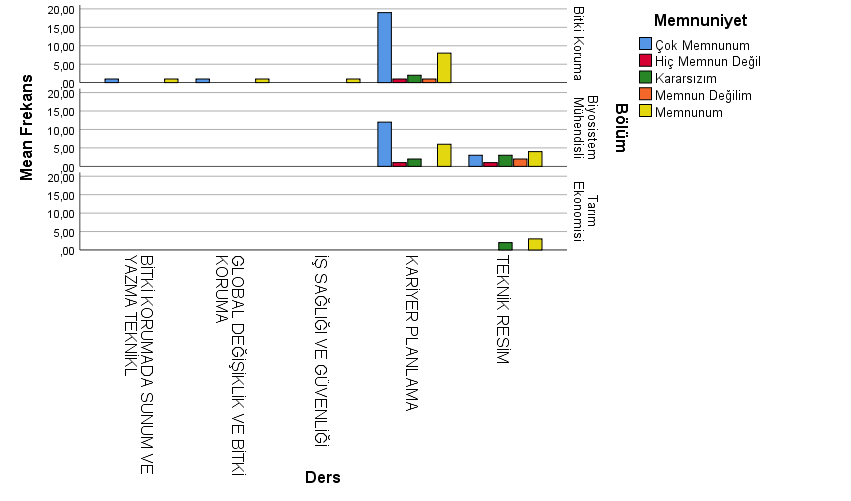 Mean Frekans
20,00
15,00
10,00
5,00
,00
Bitki Koruma
20,00
15,00
10,00
5,00
,00
Biyosistem
Mühendisli
20,00
15,00
10,00
5,00
,00
Tarım
Ekonomisi
Bölüm
BİTKİ KORUMADA SUNUM VE
YAZMA TEKNİKL
GLOBAL DEĞİŞİKLİK VE BİTKİ
KORUMA
İŞ SAĞLIĞI VE GÜVENLİĞİ
KARİYER PLANLAMA
TEKNİK RESİM
Ders
Memnuniyet
Çok Memnunum
Hiç Memnun Değil
Kararsızım
Memnun Değilim
Memnunum